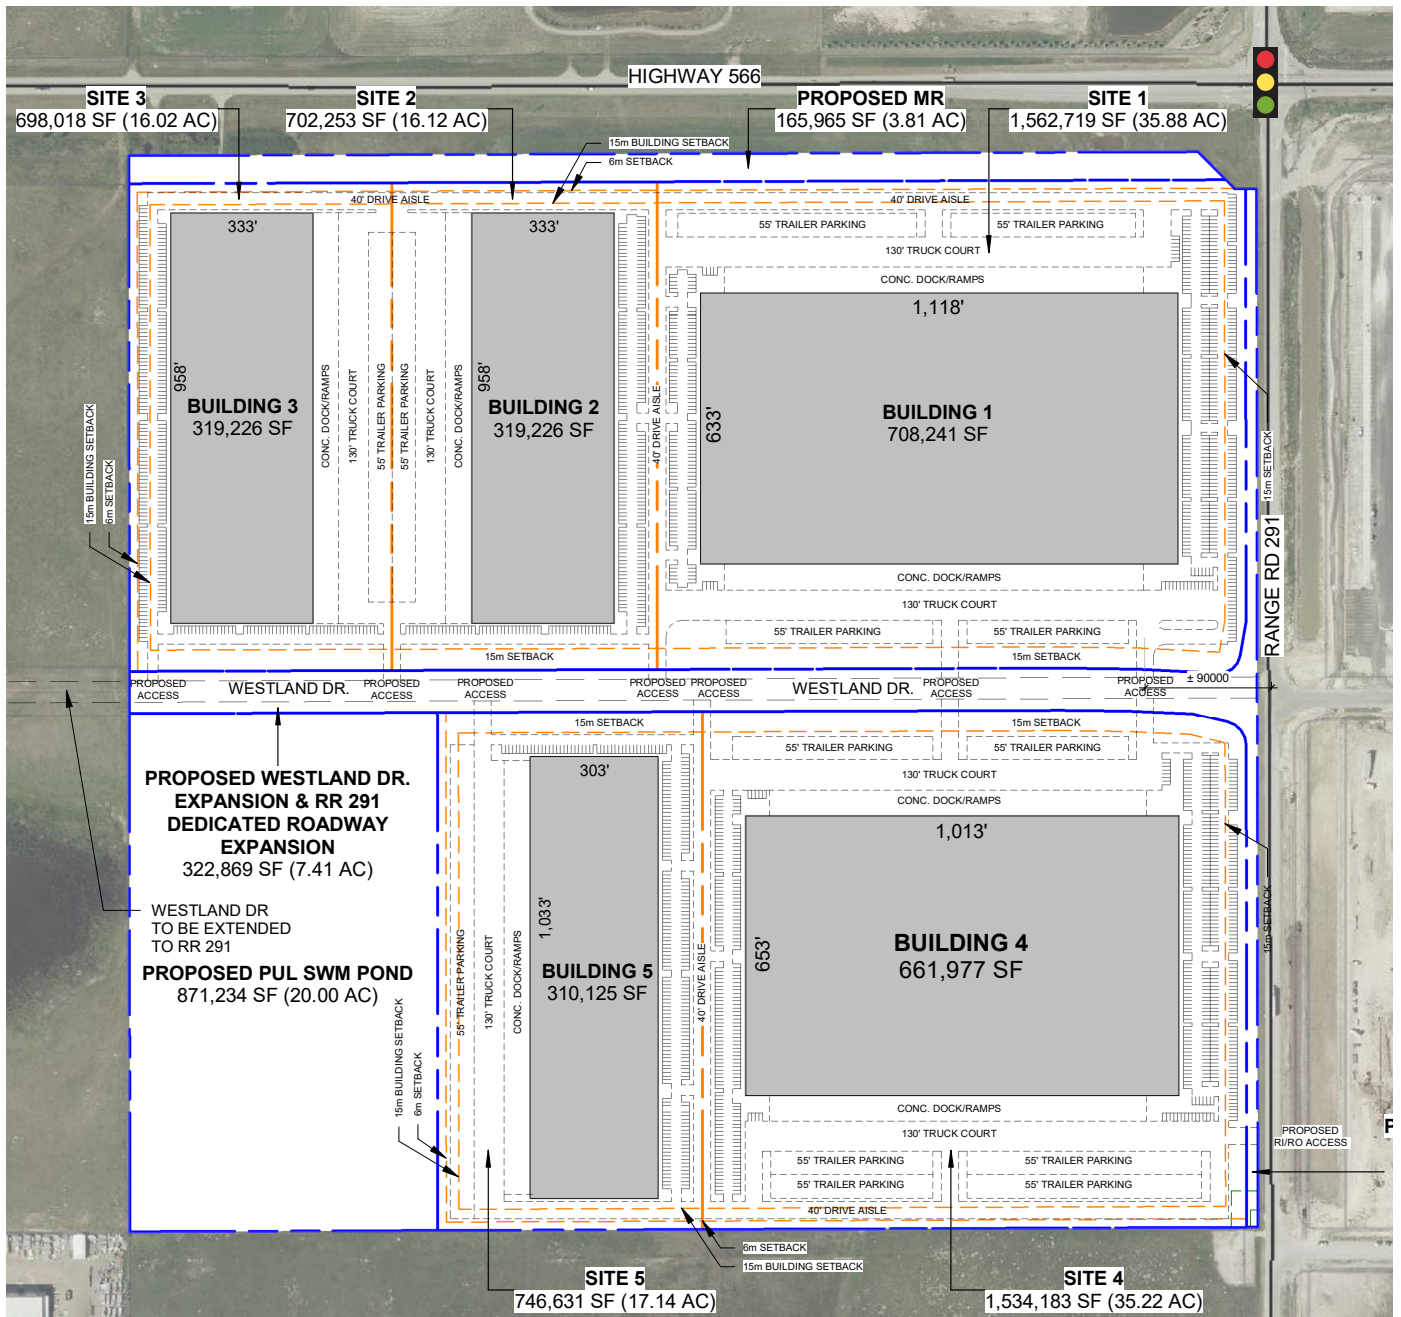 HIGHWAY 566
SITE 3
698,018 SF (16.02 AC)
SITE 2
702,253 SF (16.12 AC)
PROPOSED MR
165,965 SF (3.81 AC)
SITE 1
1,562,719 SF (35.88 AC)
15m BUILDING SETBACK
6m SETBACK
40' DRIVE AISLE
40' DRIVE AISLE
333'
333'
55' TRAILER PARKING
55' TRAILER PARKING
130' TRUCK COURT
CONC. DOCK/RAMPS
1,118'
958'
958'
633'
BUILDING 3
319,226 SF
BUILDING 2
319,226 SF
BUILDING 1
708,241 SF
CONC. DOCK/RAMPS
130' TRUCK COURT
55' TRAILER PARKING
55' TRAILER PARKING
130' TRUCK COURT
CONC. DOCK/RAMPS
40' DRIVE AISLE
15m BUILDING SETBACK
6m SETBACK
15m SETBACK
RANGE RD 291
CONC. DOCK/RAMPS
130' TRUCK COURT
55' TRAILER PARKING
55' TRAILER PARKING
15m SETBACK
15m SETBACK
PROPOSED
ACCESS
WESTLAND DR.
PROPOSED
ACCESS
PROPOSED
ACCESS
PROPOSED
ACCESS
PROPOSED
ACCESS
WESTLAND DR.
PROPOSED
ACCESS
PROPOSED
ACCESS
± 90000
15m SETBACK
15m SETBACK
55' TRAILER PARKING
55' TRAILER PARKING
130' TRUCK COURT
CONC. DOCK/RAMPS
303'
1,013'
PROPOSED WESTLAND DR.
EXPANSION & RR 291
DEDICATED ROADWAY
EXPANSION
322,869 SF (7.41 AC)
WESTLAND DR
TO BE EXTENDED
TO RR 291
PROPOSED PUL SWM POND
871,234 SF (20.00 AC)
1,033'
653'
55' TRAILER PARKING
130' TRUCK COURT
CONC. DOCK/RAMPS
BUILDING 5
310,125 SF
40' DRIVE AISLE
BUILDING 4
661,977 SF
15m SETBACK
15m BUILDING SETBACK
6m SETBACK
CONC. DOCK/RAMPS
130' TRUCK COURT
55' TRAILER PARKING
55' TRAILER PARKING
55' TRAILER PARKING
55' TRAILER PARKING
40' DRIVE AISLE
PROPOSED
RI/RO ACCESS
P
6m SETBACK
15m BUILDING SETBACK
SITE 5
746,631 SF (17.14 AC)
SITE 4
1,534,183 SF (35.22 AC)